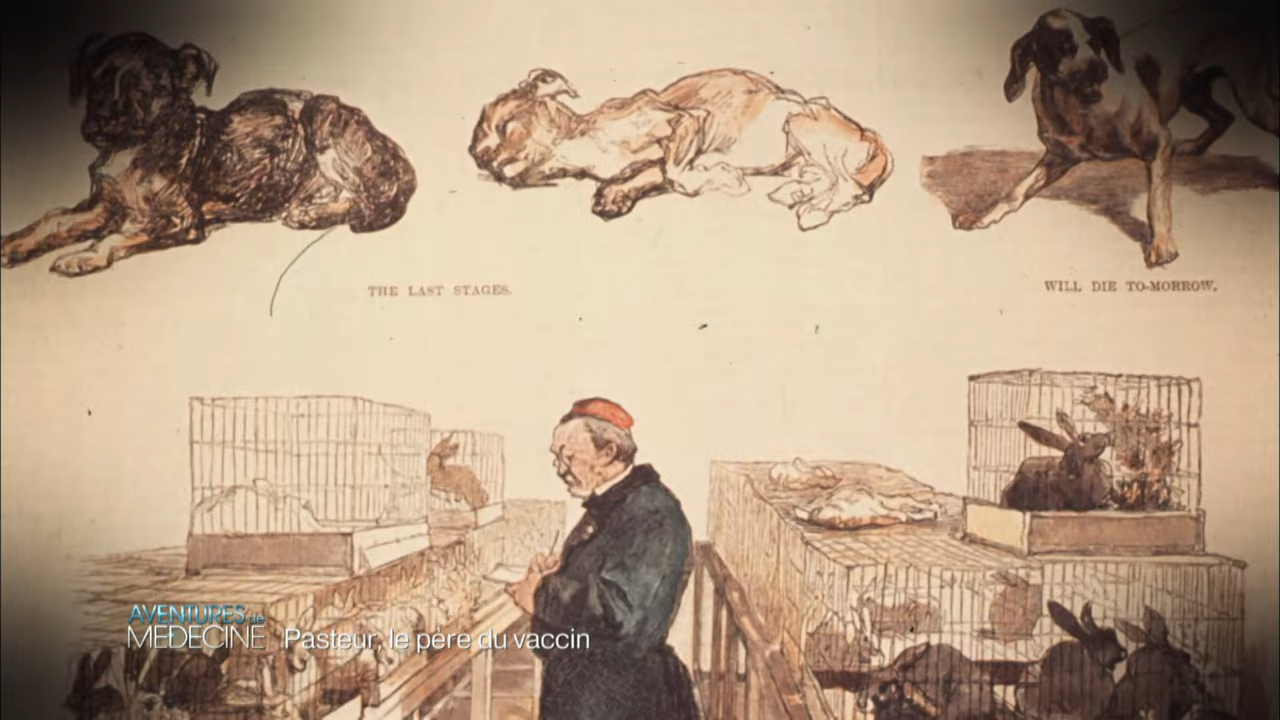 THE LAST STAGES.
WILL DIE TO-MORROW.
AVENTURES de
MEDECINE Pasteur, le père du vaccin